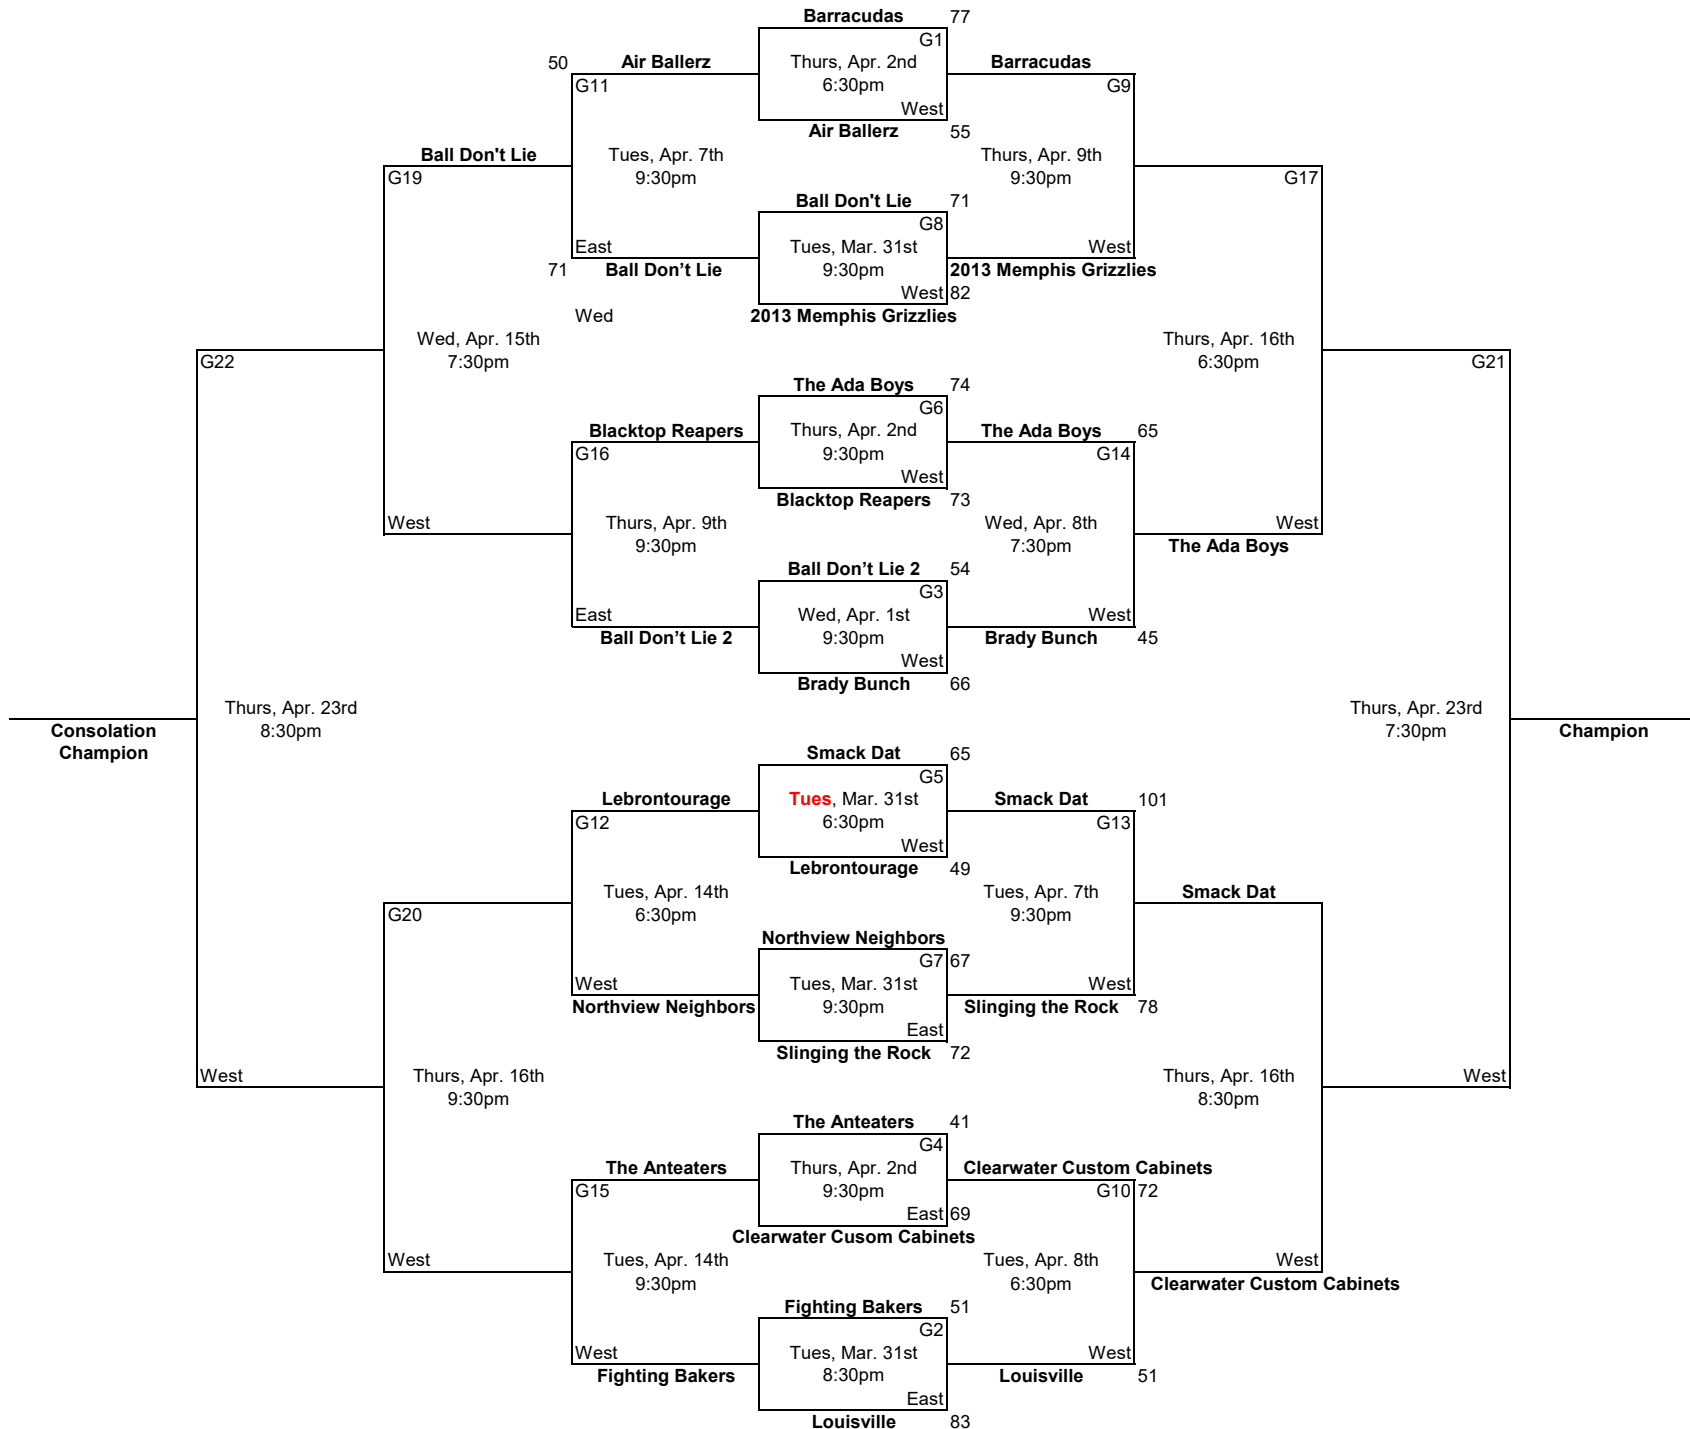 Barracudas 77
G1
50 Air Ballerz Thurs, Apr. 2nd Barracudas
G11 6:30pm G9
West
Air Ballerz 55
Ball Don't Lie Tues, Apr. 7th Thurs, Apr. 9th
G19 9:30pm 9:30pm G17
Ball Don't Lie 71
G8
East Tues, Mar. 31st West
71 Ball Don’t Lie 9:30pm 2013 Memphis Grizzlies
West 82
Wed 2013 Memphis Grizzlies
Wed, Apr. 15th Thurs, Apr. 16th
G22 7:30pm 6:30pm G21
The Ada Boys 74
G6
Blacktop Reapers Thurs, Apr. 2nd The Ada Boys 65
G16 9:30pm G14
West
Blacktop Reapers 73
West Thurs, Apr. 9th Wed, Apr. 8th West
9:30pm 7:30pm The Ada Boys
Ball Don’t Lie 2 54
G3
East Wed, Apr. 1st West
Ball Don’t Lie 2 9:30pm Brady Bunch 45
West
Brady Bunch 66
Thurs, Apr. 23rd Thurs, Apr. 23rd
Consolation 8:30pm 7:30pm Champion
Champion
Smack Dat 65
G5
Lebrontourage Tues, Mar. 31st Smack Dat 101
G12 6:30pm G13
West
Lebrontourage 49
Tues, Apr. 14th Tues, Apr. 7th Smack Dat
G20 6:30pm 9:30pm
Northview Neighbors
G7 67
West Tues, Mar. 31st West
Northview Neighbors 9:30pm Slinging the Rock 78
East
Slinging the Rock 72
West Thurs, Apr. 16th Thurs, Apr. 16th West
9:30pm 8:30pm
The Anteaters 41
G4
The Anteaters Thurs, Apr. 2nd Clearwater Custom Cabinets
G15 9:30pm G10 72
East 69
Clearwater Cusom Cabinets
West Tues, Apr. 14th Tues, Apr. 8th West
9:30pm 6:30pm Clearwater Custom Cabinets
Fighting Bakers 51
G2
West Tues, Mar. 31st West
Fighting Bakers 8:30pm Louisville 51
East
Louisville 83